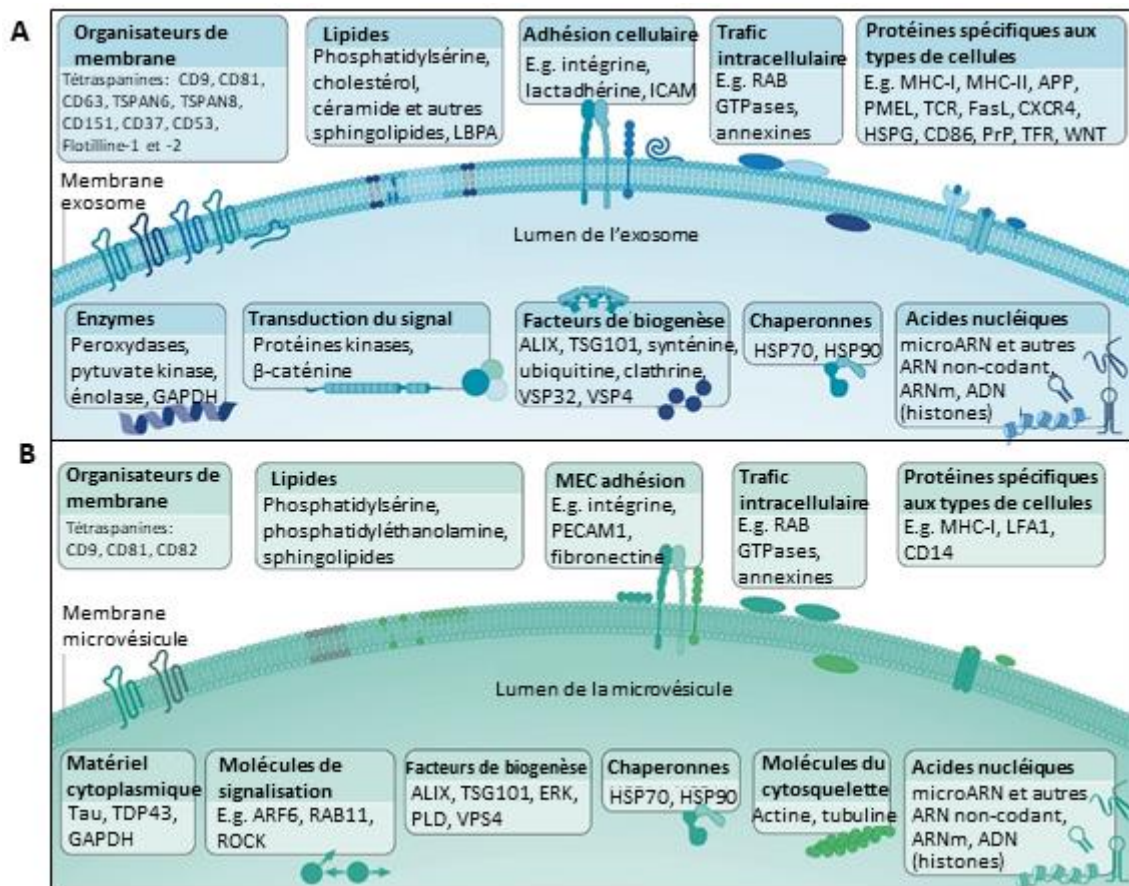 A
Organisateurs de
membrane
Tétraspanines: CD9, CD81,
CD63, TSPAN6, TSPAN8,
CD151, CD37, CD53,
Flotilline-1 et -2
Lipides
Phosphatidylsérine,
cholestérol,
céramide et autres
sphingolipides, LBPA
Adhésion cellulaire
E.g. intégrine,
lactadhérine, ICAM
Trafic
intracellulaire
E.g. RAB
GTPases,
annexines
Protéines spécifiques aux
types de cellules
E.g. MHC-I, MHC-II, APP,
PMEL, TCR, FasL, CXCR4,
HSPG, CD86, PrP, TFR, WNT
Membrane
exosome
Lumen de l'exosome
Enzymes
Peroxydases,
pytuvate kinase,
énolase, GAPDH
Transduction du signal
Protéines kinases,
β-caténine
Facteurs de biogenèse
ALIX, TSG101, synténine,
ubiquitine, clathrine,
VSP32, VSP4
Chaperonnes
HSP70, HSP90
Acides nucléiques
microARN et autres
ARN non-codant,
ARNm, ADN
(histones)
B
Organisateurs de
membrane
Tétraspanines:
CD9, CD81, CD82
Lipides
Phosphatidylsérine,
phosphatidyléthanolamine,
sphingolipides
MEC adhésion
E.g. intégrine,
PECAM1,
fibronectine
Trafic
intracellulaire
E.g. RAB
GTPases,
annexines
Protéines spécifiques
aux types de cellules
E.g. MHC-I, LFA1,
CD14
Membrane
microvésicule
Lumen de la microvésicule
Matériel
cytoplasmique
Tau, TDP43,
GAPDH
Molécules de
signalisation
E.g. ARF6, RAB11,
ROCK
Facteurs de biogenèse
ALIX, TSG101, ERK,
PLD, VPS4
Chaperonnes
HSP70, HSP90
Molécules du
cytosquelette
Actine, tubuline
Acides nucléiques
microARN et autres
ARN non-codant,
ARNm, ADN
(histones)